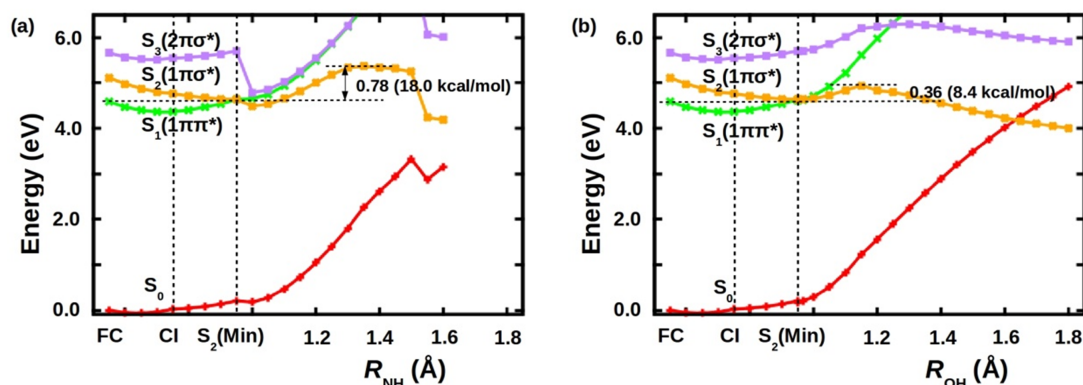 (a)
Energy (eV)
6.0
4.0
2.0
0.0
S₃(2πσ*)
S₂(1πσ*)
S₁(1ππ*)
S₀
0.78 (18.0 kcal/mol)
FC CI S₂(Min) 1.2 1.4 1.6 1.8
R_NH (Å)
(b)
Energy (eV)
6.0
4.0
2.0
0.0
S₃(2πσ*)
S₂(1πσ*)
S₁(1ππ*)
S₀
0.36 (8.4 kcal/mol)
FC CI S₂(Min) 1.2 1.4 1.6 1.8
R_OH (Å)